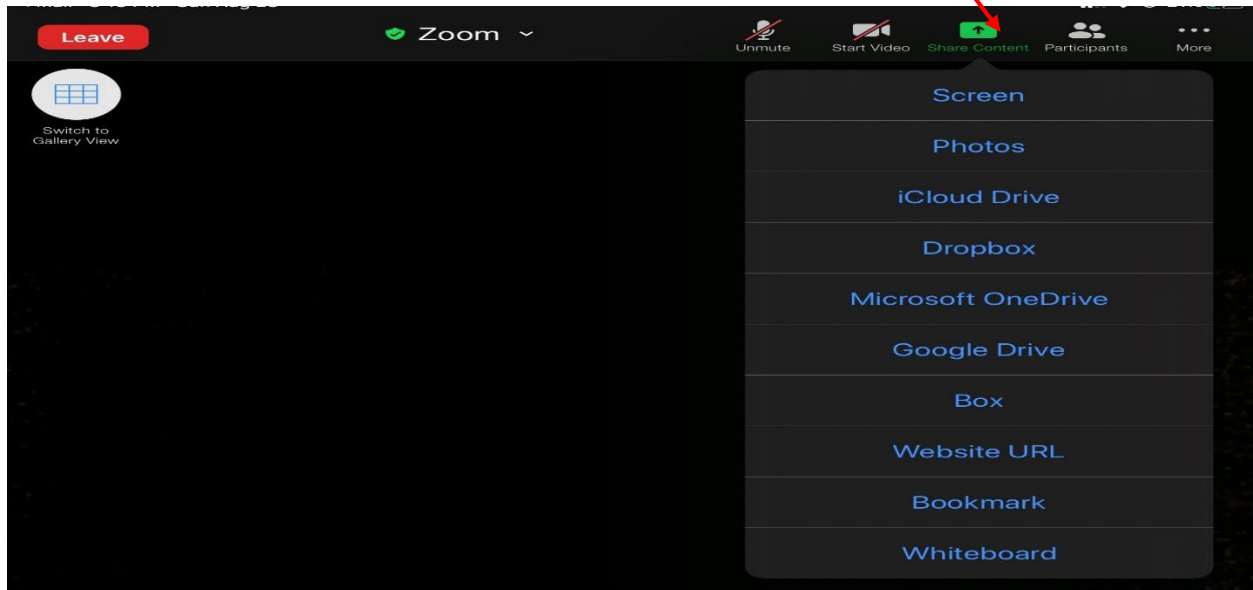 Leave
Zoom
Unmute
Start Video
Share Content
Participants
More
Switch to
Gallery View
Screen
Photos
iCloud Drive
Dropbox
Microsoft OneDrive
Google Drive
Box
Website URL
Bookmark
Whiteboard